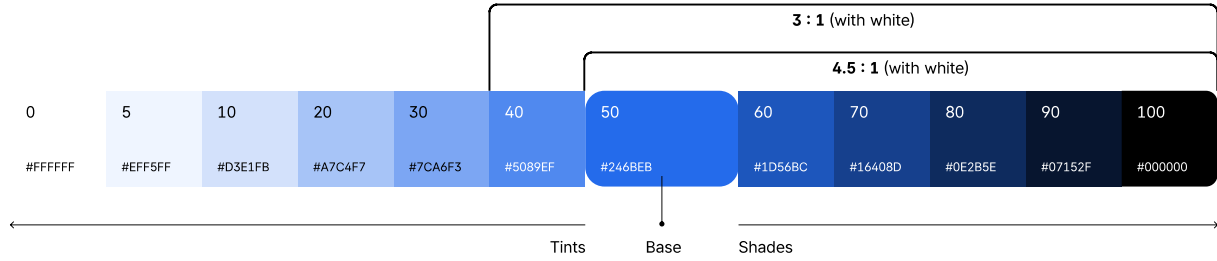 3 : 1 (with white)
4.5 : 1 (with white)
0 5 10 20 30 40 50 60 70 80 90 100
#FFFFFF #EFF5FF #D3E1FB #A7C4F7 #7CA6F3 #5089EF #246BEB #1D56BC #16408D #0E2B5E #07152F #000000
Tints Base Shades